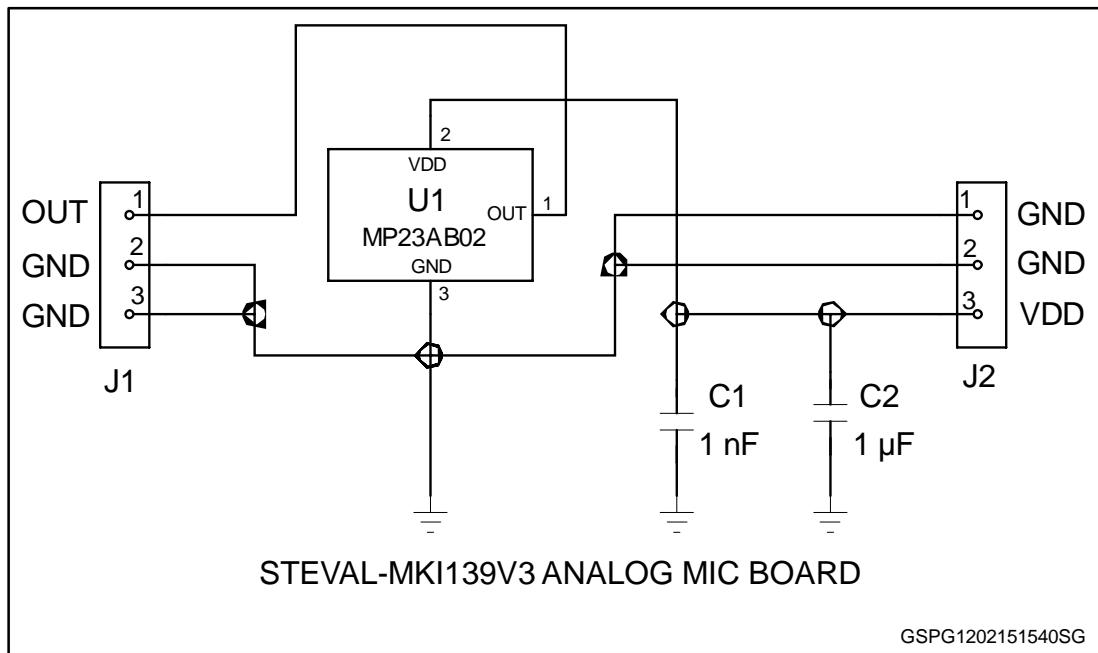 2
VDD
U1
OUT 1
MP23AB02
GND
3
OUT 1
GND 2
GND 3
J1
1 GND
2 GND
3 VDD
J2
C1
1 nF
C2
1 µF
STEVAL-MKI139V3 ANALOG MIC BOARD
GSPG1202151540SG